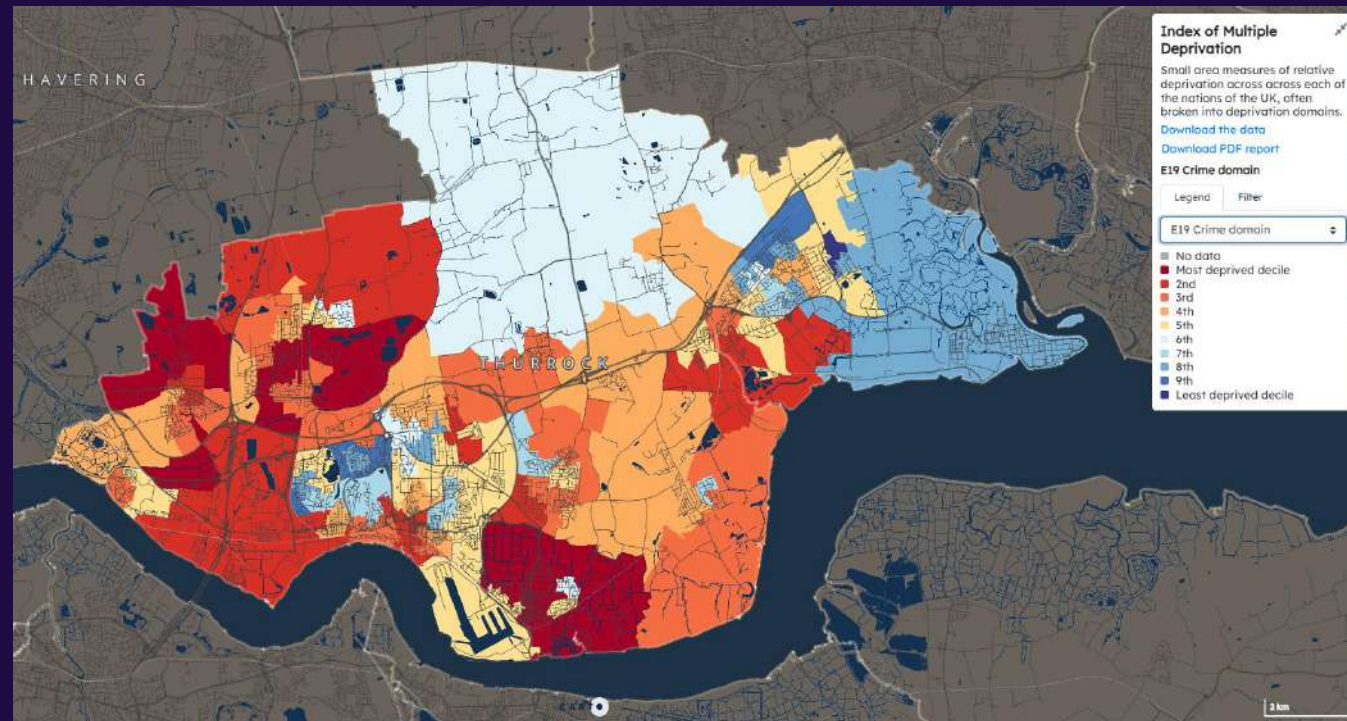 HAVERING
THURROCK
Index of Multiple
Deprivation
Small area measures of relative
deprivation across across each of
the nations of the UK, often
broken into deprivation domains.
Download the data
Download PDF report
E19 Crime domain
Legend
Filter
E19 Crime domain
No data
Most deprived decile
2nd
3rd
4th
5th
6th
7th
8th
9th
Least deprived decile
2 km